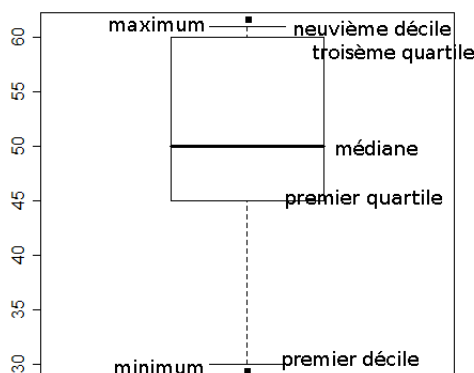 maximum
neuvième décile
troisème quartile
médiane
premier quartile
premier décile
minimum
60
55
50
45
40
35
30